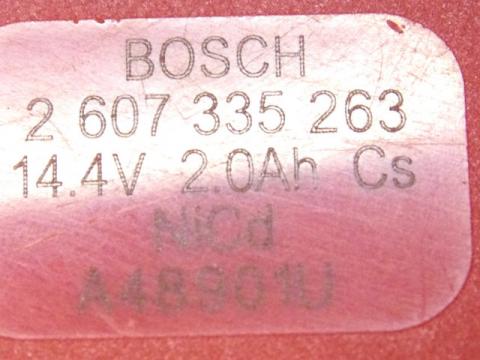 BOSCH
2 607 335 263
14.4V 2.0Ah Cs
NiCd
A48901U